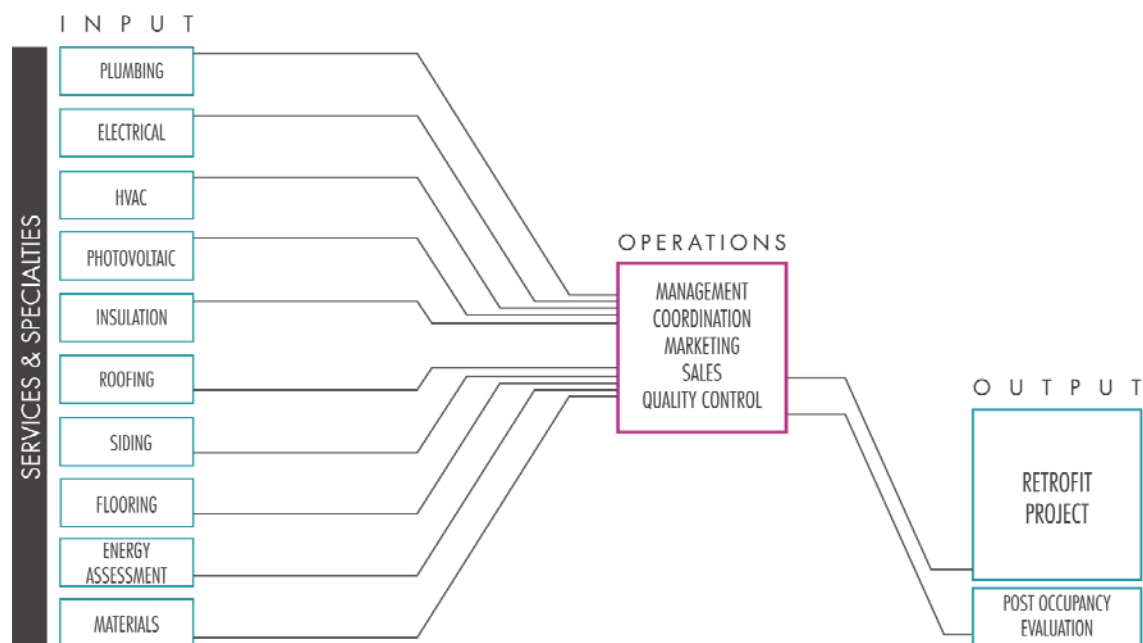 INPUT
SERVICES & SPECIALTIES
PLUMBING
ELECTRICAL
HVAC
PHOTOVOLTAIC
INSULATION
ROOFING
SIDING
FLOORING
ENERGY
ASSESSMENT
MATERIALS
OPERATIONS
MANAGEMENT
COORDINATION
MARKETING
SALES
QUALITY CONTROL
OUTPUT
RETROFIT
PROJECT
POST OCCUPANCY
EVALUATION